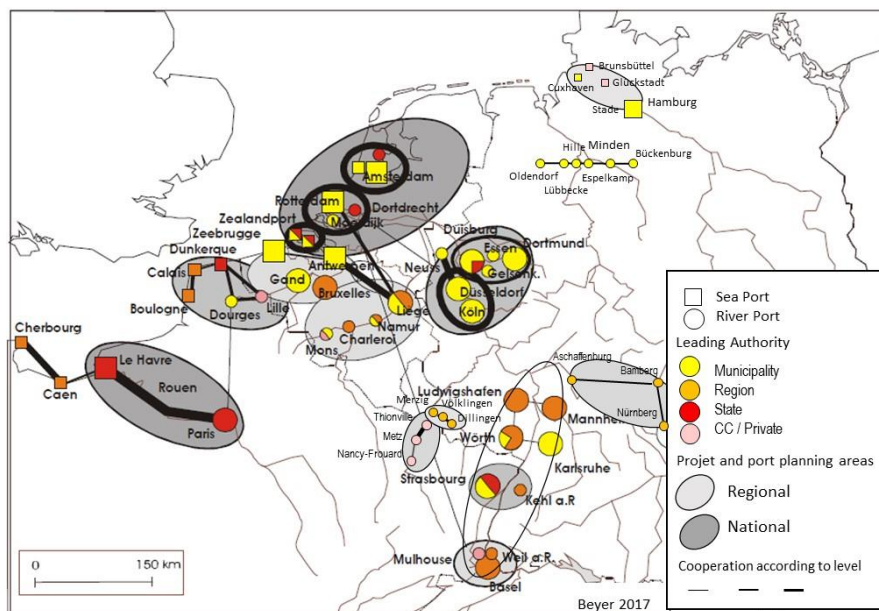 Brunsbüttel
Cuxhaven
Glückstadt
Stade
Hamburg
Hille
Minden
Bückenburg
Oldendorf
Lübbecke
Espelkamp
Amsterdam
Rotterdam
Dortdrecht
Moerdijk
Zealandport
Zeebrugge
Dunkerque
Calais
Boulogne
Dourges
Lille
Gand
Antwerpen
Bruxelles
Liège
Namur
Charleroi
Mons
Duisburg
Essen
Dortmund
Neuss
Gelsenk.
Düsseldorf
Köln
Cherbourg
Caen
Le Havre
Rouen
Paris
Aschaffenburg
Bamberg
Nürnberg
Ludwigshafen
Merzig
Völklingen
Dillingen
Thionville
Metz
Nancy-Frouard
Mannheim
Wörth
Karlsruhe
Strasbourg
Kehl a.R
Mulhouse
Weil a.R.
Basel
0
150 km
Beyer 2017
Sea Port
River Port
Leading Authority
Municipality
Region
State
CC / Private
Projet and port planning areas
Regional
National
Cooperation according to level